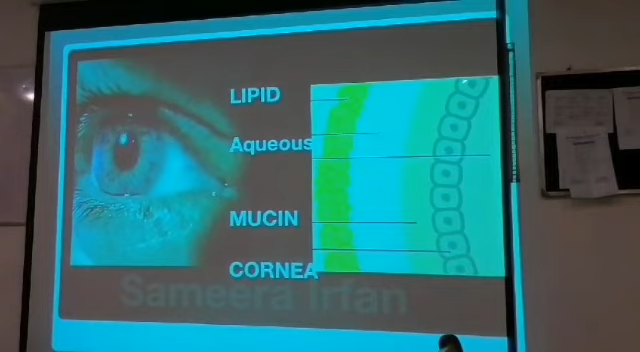 LIPID
Aqueous
MUCIN
CORNEA
Sameera Irfan